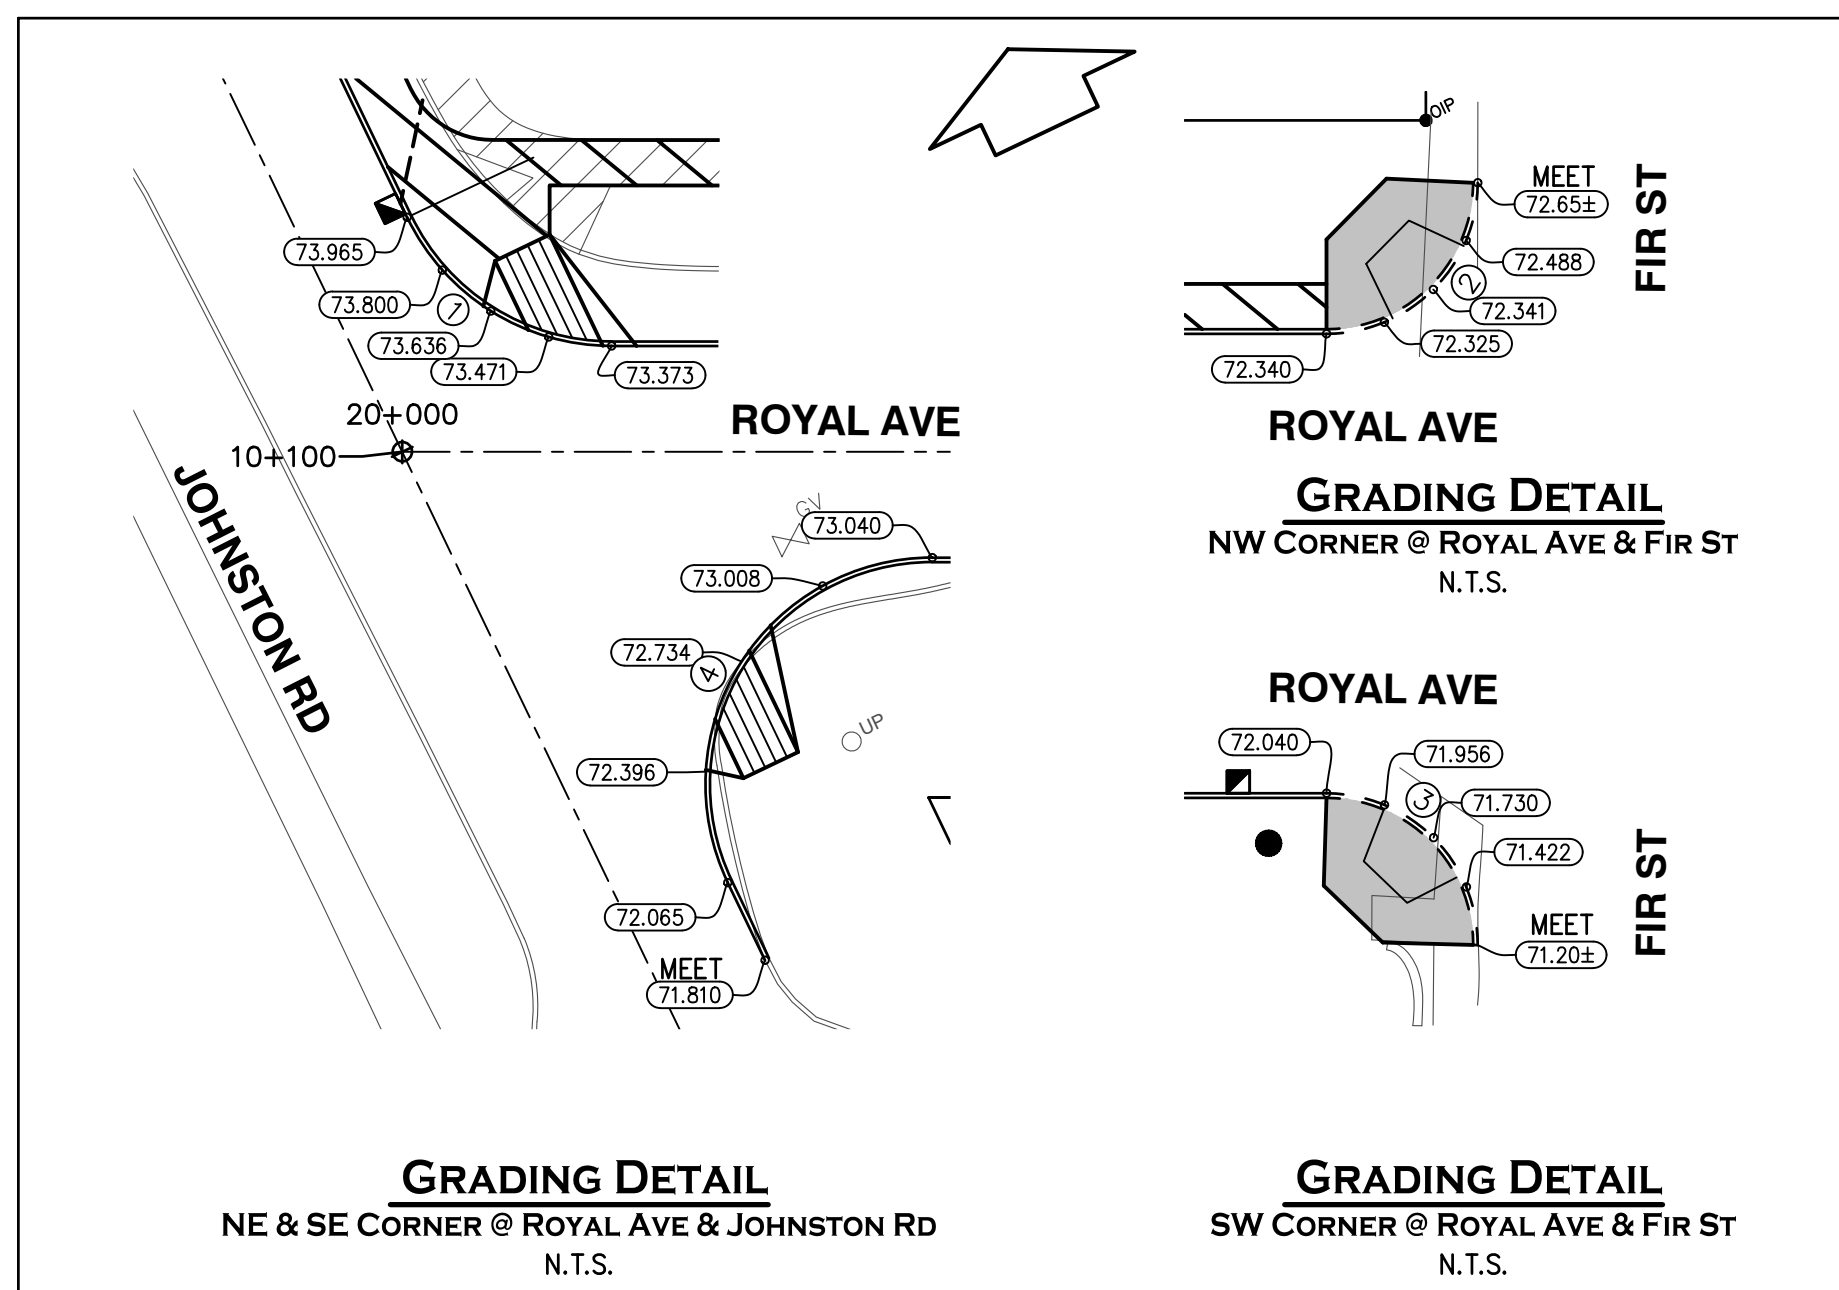 73.965
73.800
1
73.636
73.471
73.373
20+000
10+100
ROYAL AVE
JOHNSTON RD
GV
73.040
73.008
72.734
4
UP
72.396
72.065
MEET
71.810
GRADING DETAIL
NE & SE CORNER @ ROYAL AVE & JOHNSTON RD
N.T.S.
OIP
MEET
72.65±
72.488
2
72.341
72.325
72.340
FIR ST
ROYAL AVE
GRADING DETAIL
NW CORNER @ ROYAL AVE & FIR ST
N.T.S.
ROYAL AVE
72.040
71.956
3
71.730
71.422
MEET
71.20±
FIR ST
GRADING DETAIL
SW CORNER @ ROYAL AVE & FIR ST
N.T.S.